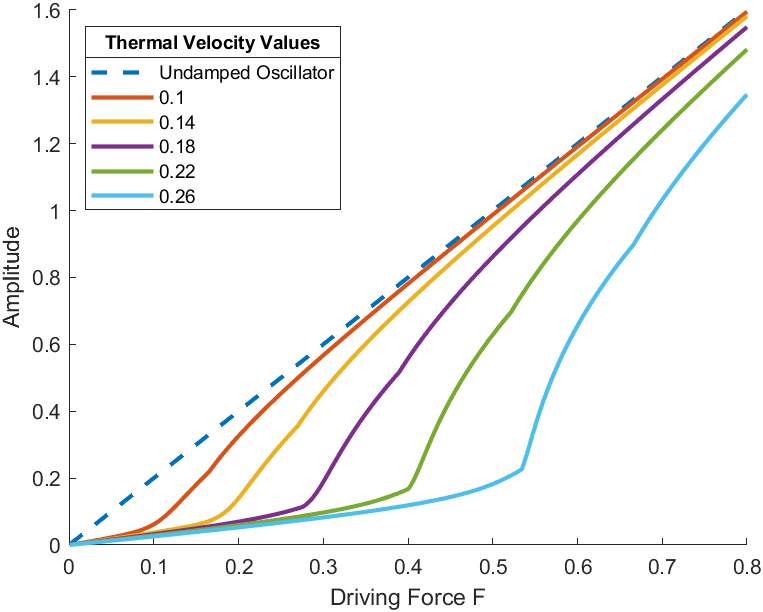 1.6
1.4
1.2
1
0.8
0.6
0.4
0.2
0
Amplitude
Thermal Velocity Values
Undamped Oscillator
0.1
0.14
0.18
0.22
0.26
0 0.1 0.2 0.3 0.4 0.5 0.6 0.7 0.8
Driving Force F